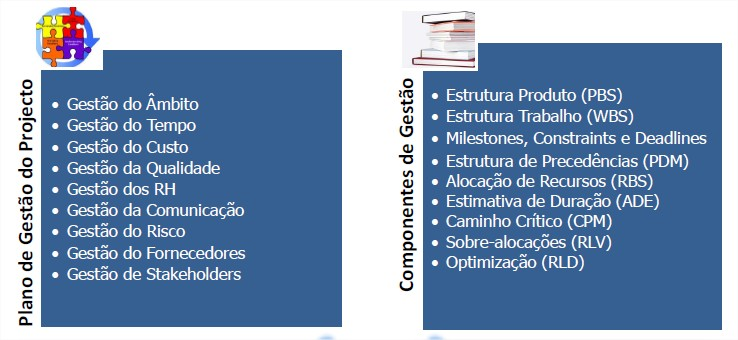 Plano de Gestão do Projecto
• Gestão do Âmbito
• Gestão do Tempo
• Gestão do Custo
• Gestão da Qualidade
• Gestão dos RH
• Gestão da Comunicação
• Gestão do Risco
• Gestão do Fornecedores
• Gestão de Stakeholders
Componentes de Gestão
• Estrutura Produto (PBS)
• Estrutura Trabalho (WBS)
• Milestones, Constraints e Deadlines
• Estrutura de Precedências (PDM)
• Alocação de Recursos (RBS)
• Estimativa de Duração (ADE)
• Caminho Crítico (CPM)
• Sobre-alocações (RLV)
• Optimização (RLD)